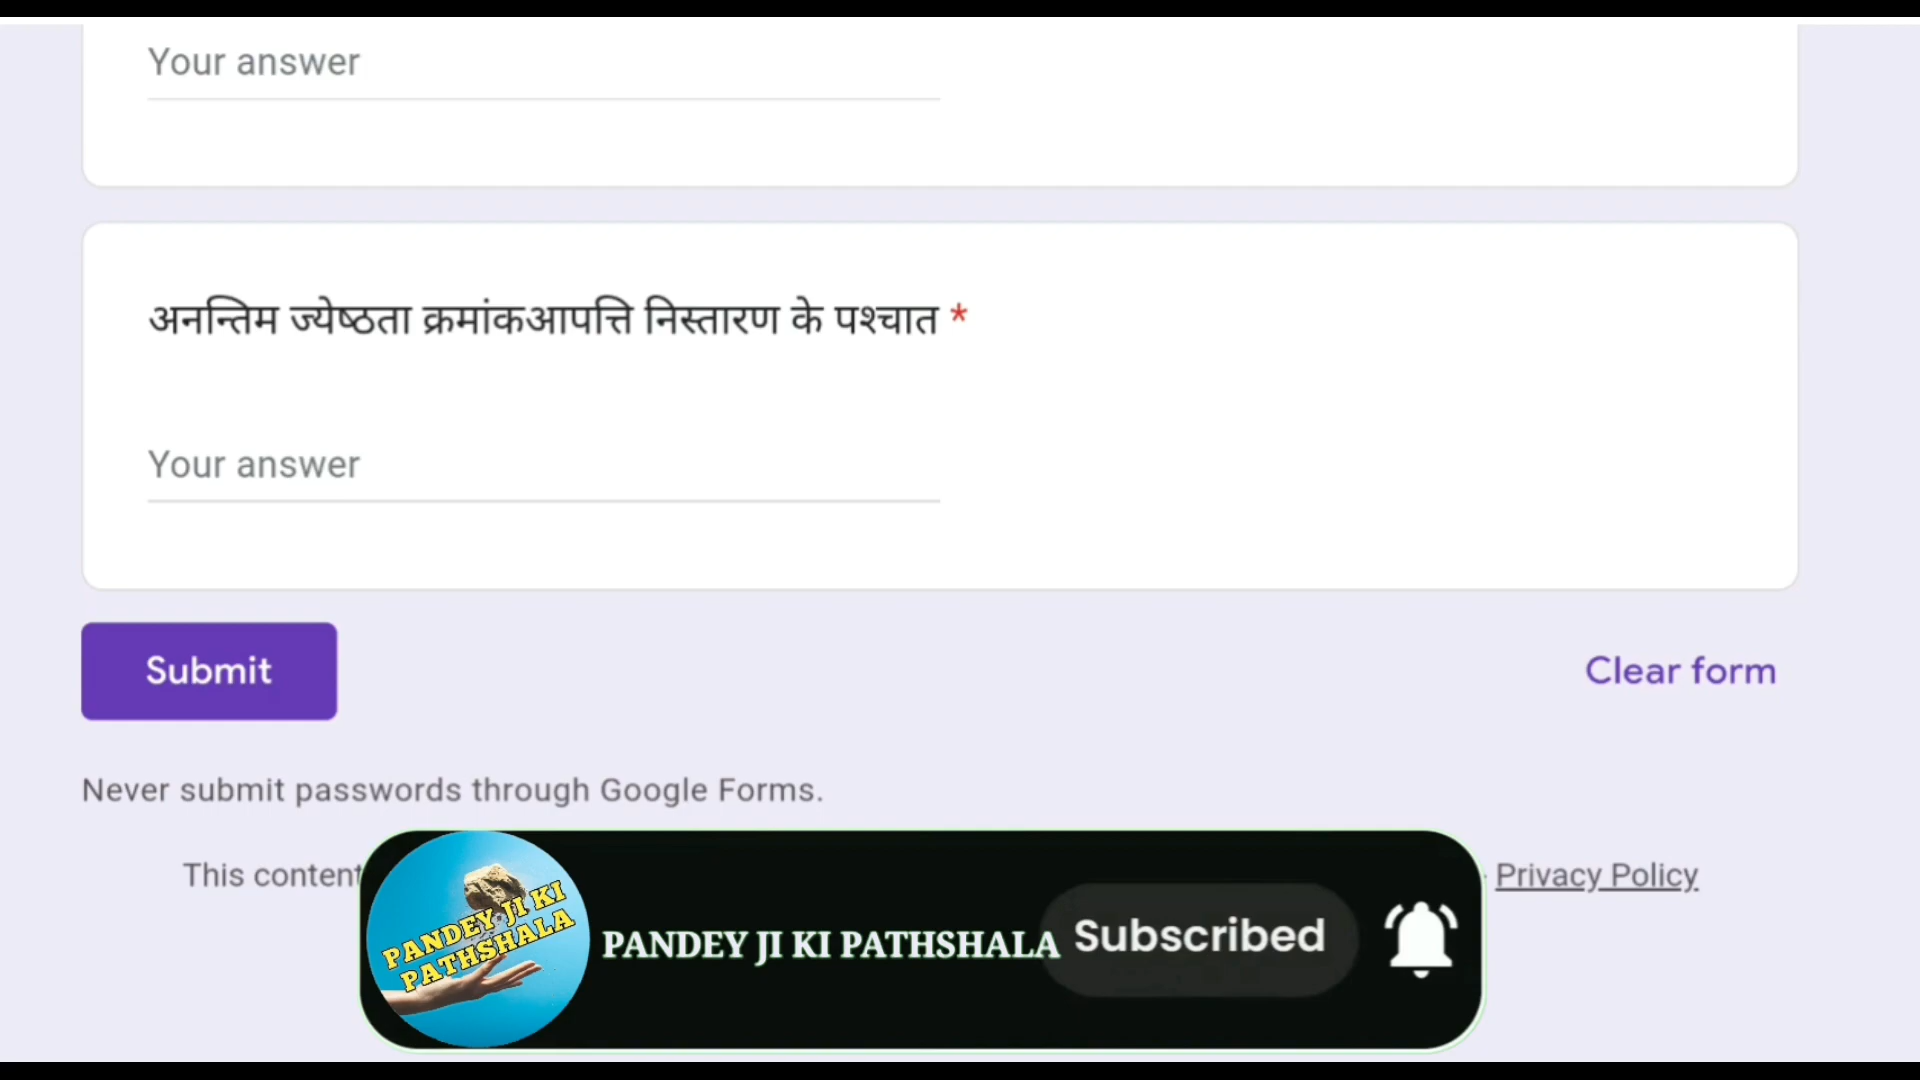 Your answer
अनन्तिम ज्येष्ठता क्रमांकआपत्ति निस्तारण के पश्चात *
Your answer
Submit
Clear form
Never submit passwords through Google Forms.
This content
Privacy Policy
PANDEY JI KI
PATHSHALA
PANDEY JI KI PATHSHALA
Subscribed